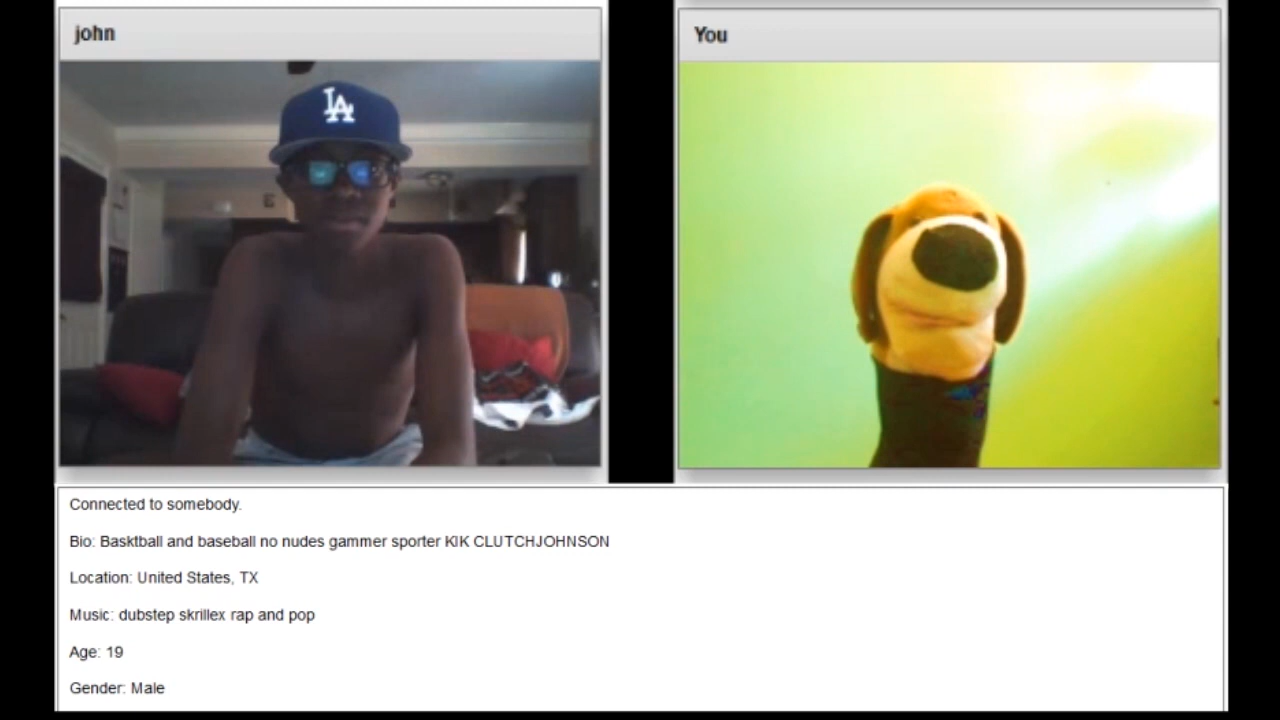 john
You
LA
Connected to somebody.
Bio: Basktball and baseball no nudes gammer sporter KIK CLUTCHJOHNSON
Location: United States, TX
Music: dubstep skrillex rap and pop
Age: 19
Gender: Male